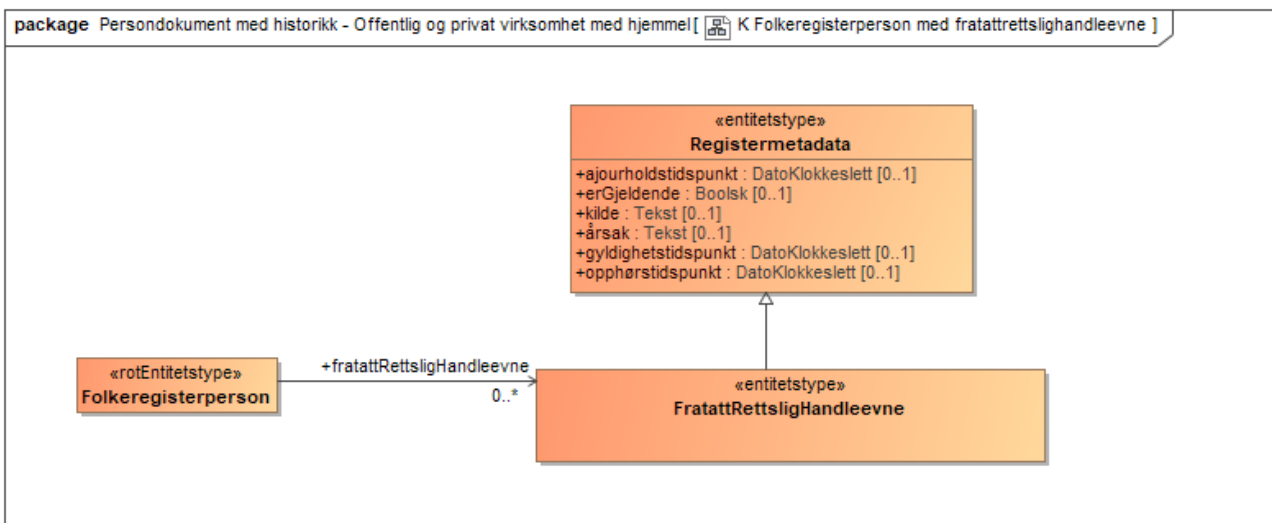 package Persondokument med historikk - Offentlig og privat virksomhet med hjemmel[ K Folkeregisterperson med fratattrettslighandleevne ]
«entitetstype»
Registermetadata
+ajourholdstidspunkt : DatoKlokkeslett [0..1]
+erGjeldende : Boolsk [0..1]
+kilde : Tekst [0..1]
+årsak : Tekst [0..1]
+gyldighetstidspunkt : DatoKlokkeslett [0..1]
+opphørstidspunkt : DatoKlokkeslett [0..1]
«rotEntitetstype»
Folkeregisterperson
+fratattRettsligHandleevne
0..*
«entitetstype»
FratattRettsligHandleevne